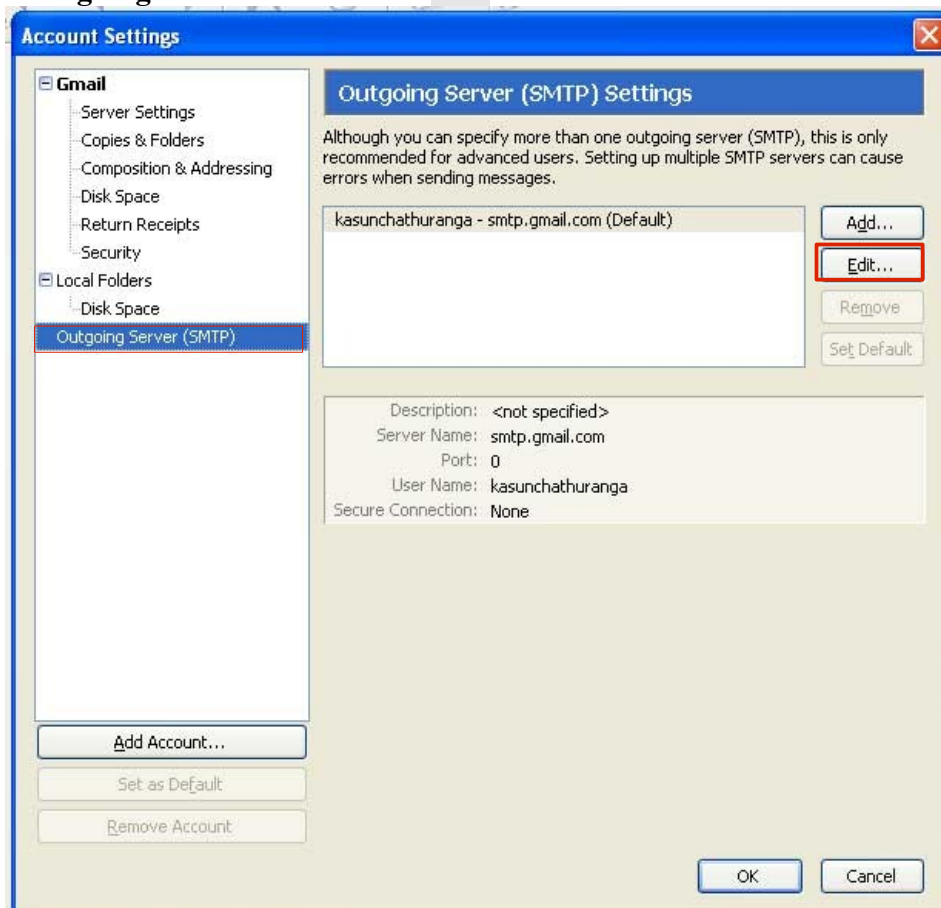 Account Settings
Gmail
Server Settings
Copies & Folders
Composition & Addressing
Disk Space
Return Receipts
Security
Local Folders
Disk Space
Outgoing Server (SMTP)
Add Account...
Set as Default
Remove Account
Outgoing Server (SMTP) Settings
Although you can specify more than one outgoing server (SMTP), this is only
recommended for advanced users. Setting up multiple SMTP servers can cause
errors when sending messages.
kasunchathuranga - smtp.gmail.com (Default)
Add...
Edit...
Remove
Set Default
Description: <not specified>
Server Name: smtp.gmail.com
Port: 0
User Name: kasunchathuranga
Secure Connection: None
OK
Cancel